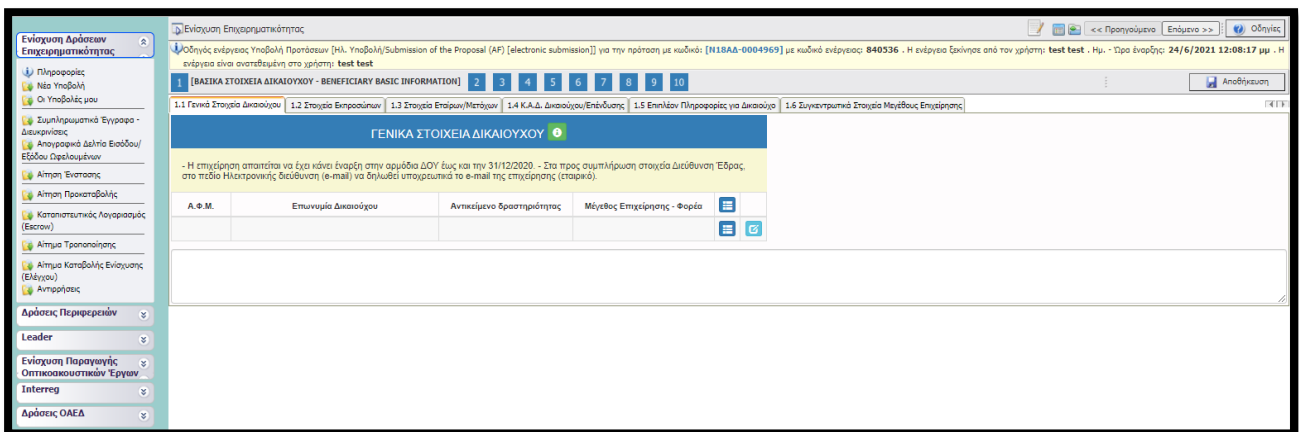 Ενίσχυση Δράσεων
Επιχειρηματικότητας
Πληροφορίες
Νέα Υποβολή
Οι Υποβολές μου
Συμπληρωματικά Έγγραφα -
Διευκρινίσεις
Απογραφικά Δελτία Εισόδου/
Εξόδου Ωφελουμένων
Αίτηση Ένστασης
Αίτηση Προκαταβολής
Καταπιστευτικός Λογαριασμός
(Escrow)
Αίτημα Τροποποίησης
Αίτημα Καταβολής Ενίσχυσης
(Ελέγχου)
Αντιρρήσεις
Δράσεις Περιφερειών
Leader
Ενίσχυση Παραγωγής
Οπτικοακουστικών Έργων
Interreg
Δράσεις ΟΑΕΔ
Ενίσχυση Επιχειρηματικότητας
<< Προηγούμενο Επόμενο >> Οδηγίες
Οδηγός ενέργειας Υποβολή Προτάσεων [Ηλ. Υποβολή/Submission of the Proposal (AF) [electronic submission]] για την πρόταση με κωδικό: [Ν18ΑΔ-0004969] με κωδικό ενέργειας: 840536 . Η ενέργεια ξεκίνησε από τον χρήστη: test test . Ημ. - Ώρα έναρξης: 24/6/2021 12:08:17 μμ . Η
ενέργεια είναι ανατεθειμένη στο χρήστη: test test
1 [ΒΑΣΙΚΑ ΣΤΟΙΧΕΙΑ ΔΙΚΑΙΟΥΧΟΥ - BENEFICIARY BASIC INFORMATION] 2 3 4 5 6 7 8 9 10 Αποθήκευση
1.1 Γενικά Στοιχεία Δικαιούχου 1.2 Στοιχεία Εκπροσώπων 1.3 Στοιχεία Εταίρων/Μετόχων 1.4 Κ.Α.Δ. Δικαιούχου/Επένδυσης 1.5 Επιπλέον Πληροφορίες για Δικαιούχο 1.6 Συγκεντρωτικά Στοιχεία Μεγέθους Επιχείρησης
ΓΕΝΙΚΑ ΣΤΟΙΧΕΙΑ ΔΙΚΑΙΟΥΧΟΥ
- Η επιχείρηση απαιτείται να έχει κάνει έναρξη στην αρμόδια ΔΟΥ έως και την 31/12/2020. - Στα προς συμπλήρωση στοιχεία Διεύθυνση Έδρας,
στο πεδίο Ηλεκτρονική διεύθυνση (e-mail) να δηλωθεί υποχρεωτικά το e-mail της επιχείρησης (εταιρικό).
Α.Φ.Μ. Επωνυμία Δικαιούχου Αντικείμενο δραστηριότητας Μέγεθος Επιχείρησης - Φορέα